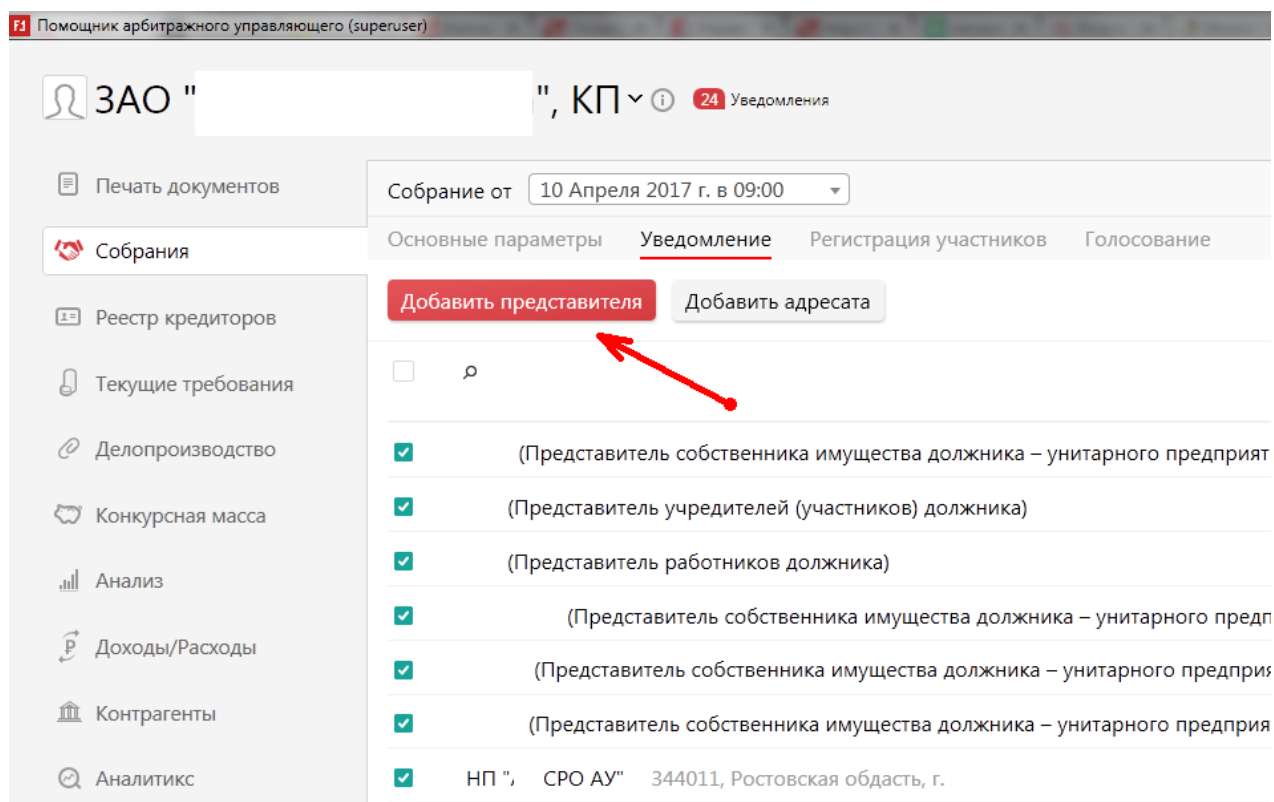 Помощник арбитражного управляющего (superuser)
ЗАО " ", КП 24 Уведомления
Печать документов
Собрания
Реестр кредиторов
Текущие требования
Делопроизводство
Конкурсная масса
Анализ
Доходы/Расходы
Контрагенты
Аналитикс
Собрание от 10 Апреля 2017 г. в 09:00
Основные параметры Уведомление Регистрация участников Голосование
Добавить представителя Добавить адресата
(Представитель собственника имущества должника – унитарного предприят
(Представитель учредителей (участников) должника)
(Представитель работников должника)
(Представитель собственника имущества должника – унитарного предп
(Представитель собственника имущества должника – унитарного предприя
(Представитель собственника имущества должника – унитарного предприя
НП " СРО АУ" 344011, Ростовская обдасть, г.